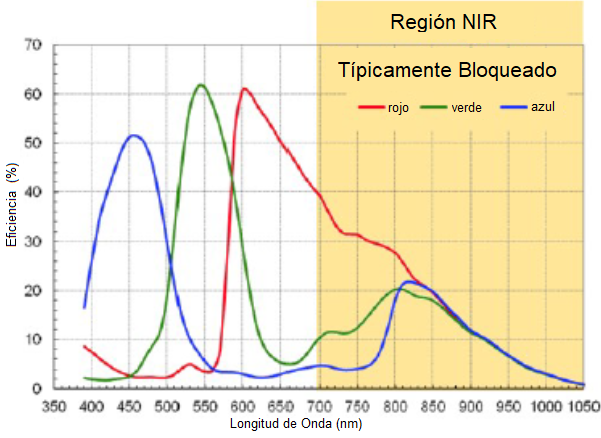 Región NIR
Típicamente Bloqueado
rojo verde azul
Eficiencia (%)
70
60
50
40
30
20
10
0
350 400 450 500 550 600 650 700 750 800 850 900 950 1000 1050
Longitud de Onda (nm)